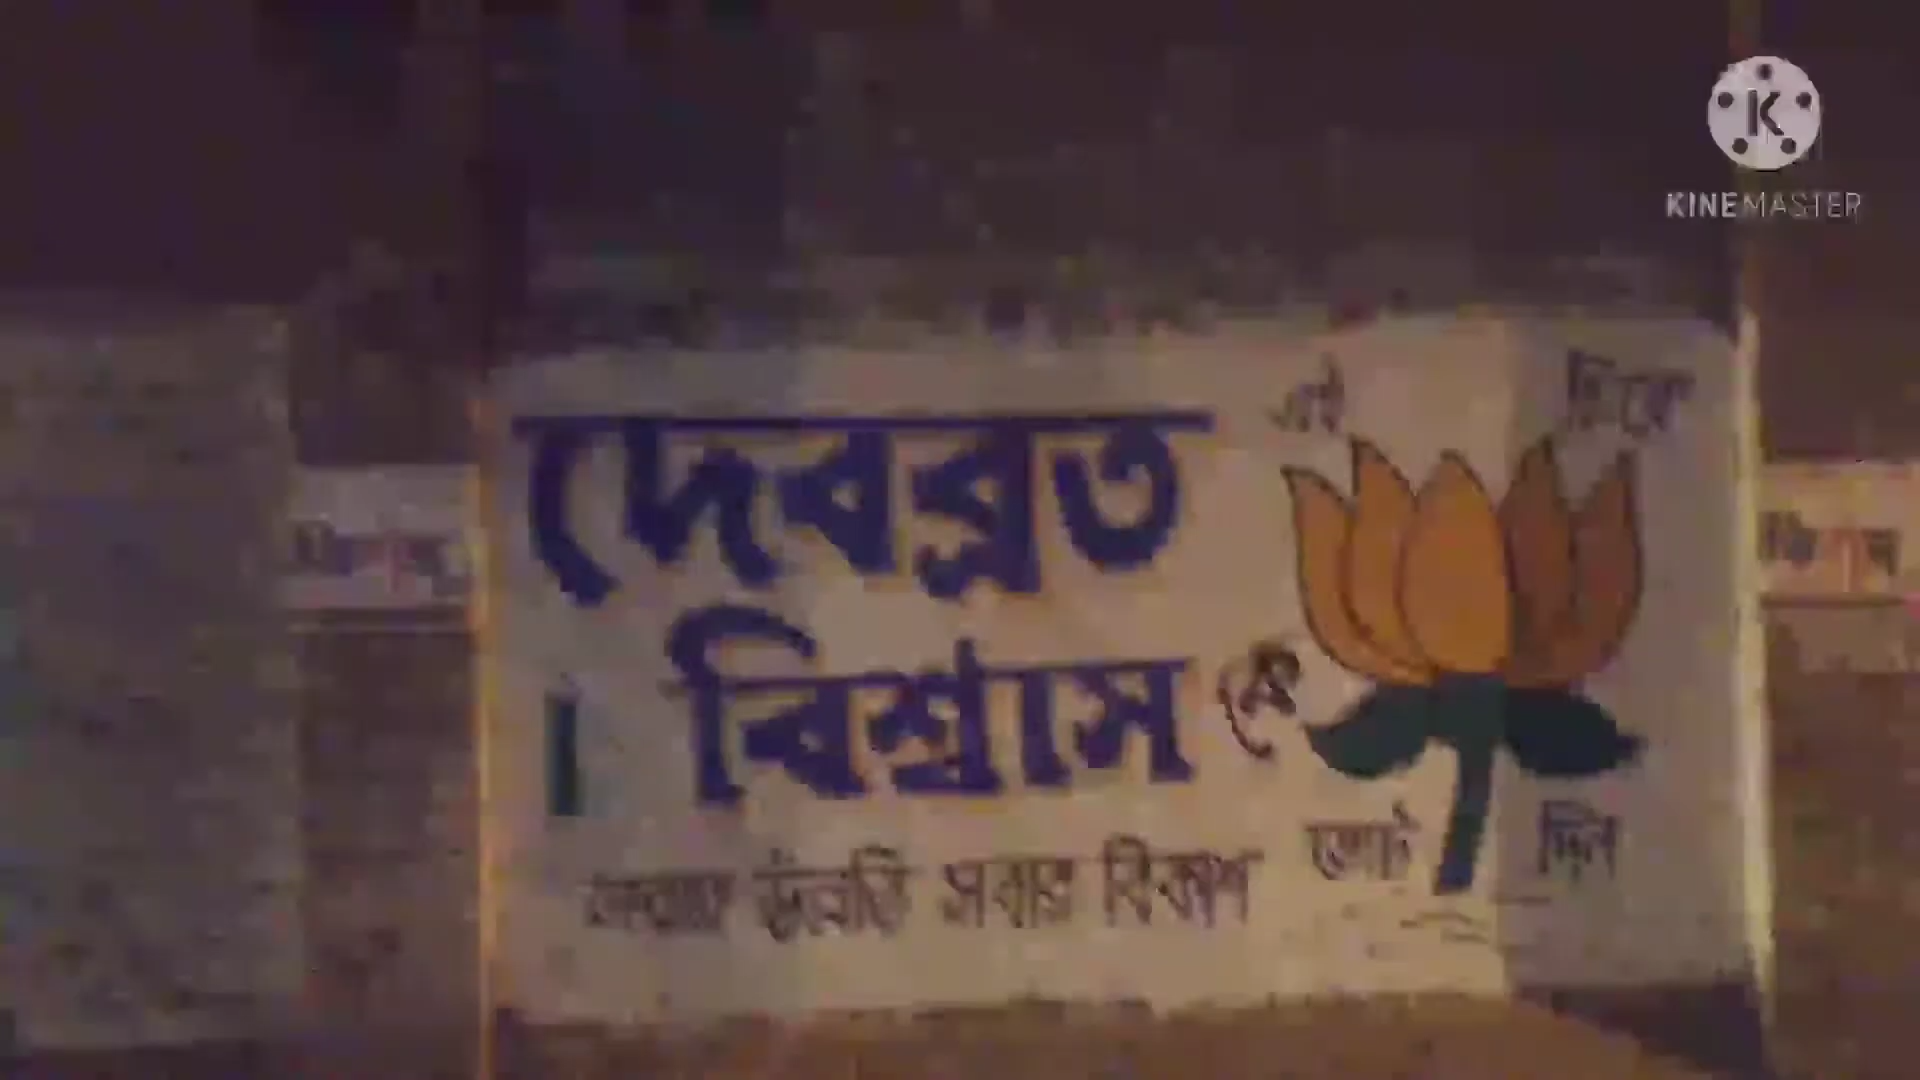 KINEMASTER
এই চিহ্নে
দেবব্রত
বিশ্বাস কে
ভোট দিন
সবার উন্নতি সবার বিকাশ